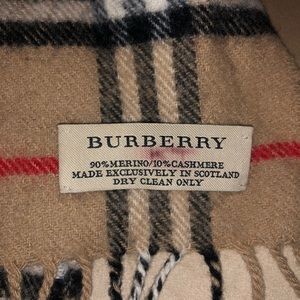 BURBERRY
90%MERINO/10%CASHMERE
MADE EXCLUSIVELY IN SCOTLAND
DRY CLEAN ONLY